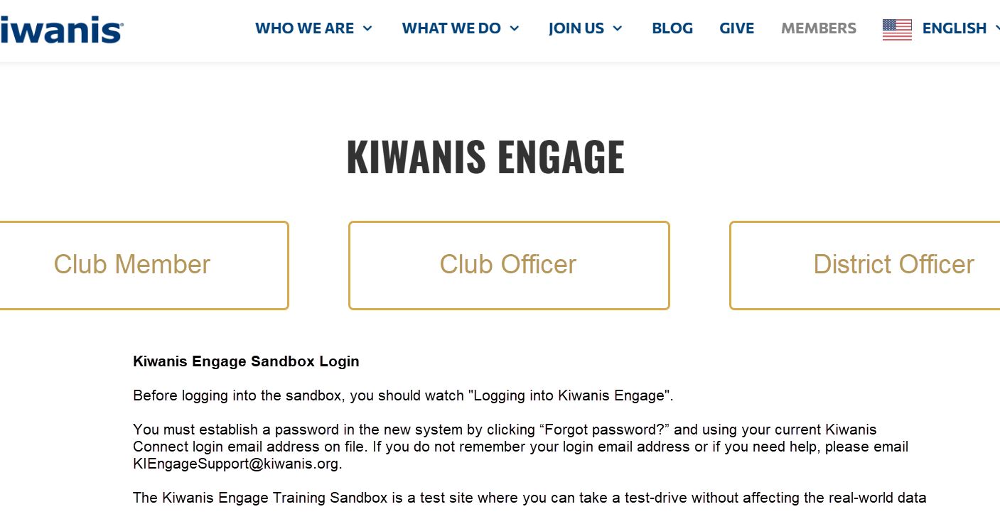 iwanis®
WHO WE ARE
WHAT WE DO
JOIN US
BLOG
GIVE
MEMBERS
ENGLISH
KIWANIS ENGAGE
Club Member
Club Officer
District Officer
Kiwanis Engage Sandbox Login
Before logging into the sandbox, you should watch "Logging into Kiwanis Engage".
You must establish a password in the new system by clicking “Forgot password?” and using your current Kiwanis
Connect login email address on file. If you do not remember your login email address or if you need help, please email
KIEngageSupport@kiwanis.org.
The Kiwanis Engage Training Sandbox is a test site where you can take a test-drive without affecting the real-world data